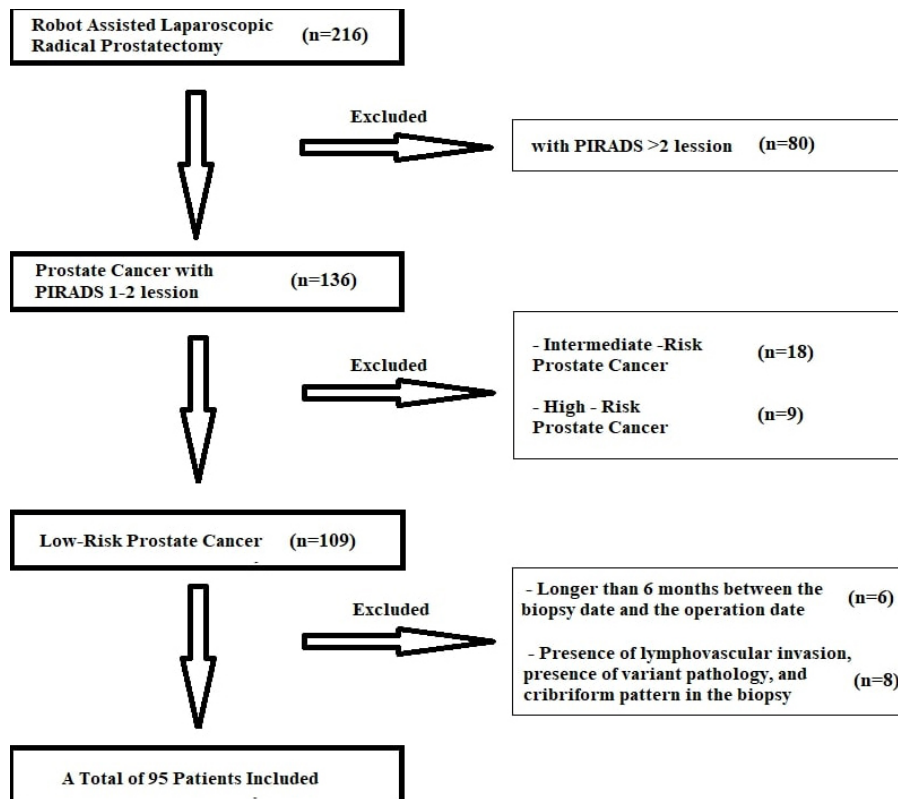 Robot Assisted Laparoscopic (n=216)
Radical Prostatectomy
Excluded
with PIRADS >2 lession (n=80)
Prostate Cancer with (n=136)
PIRADS 1-2 lession
Excluded
- Intermediate -Risk (n=18)
Prostate Cancer
- High - Risk (n=9)
Prostate Cancer
Low-Risk Prostate Cancer (n=109)
Excluded
- Longer than 6 months between the
biopsy date and the operation date (n=6)
- Presence of lymphovascular invasion,
presence of variant pathology, and
cribriform pattern in the biopsy (n=8)
A Total of 95 Patients Included